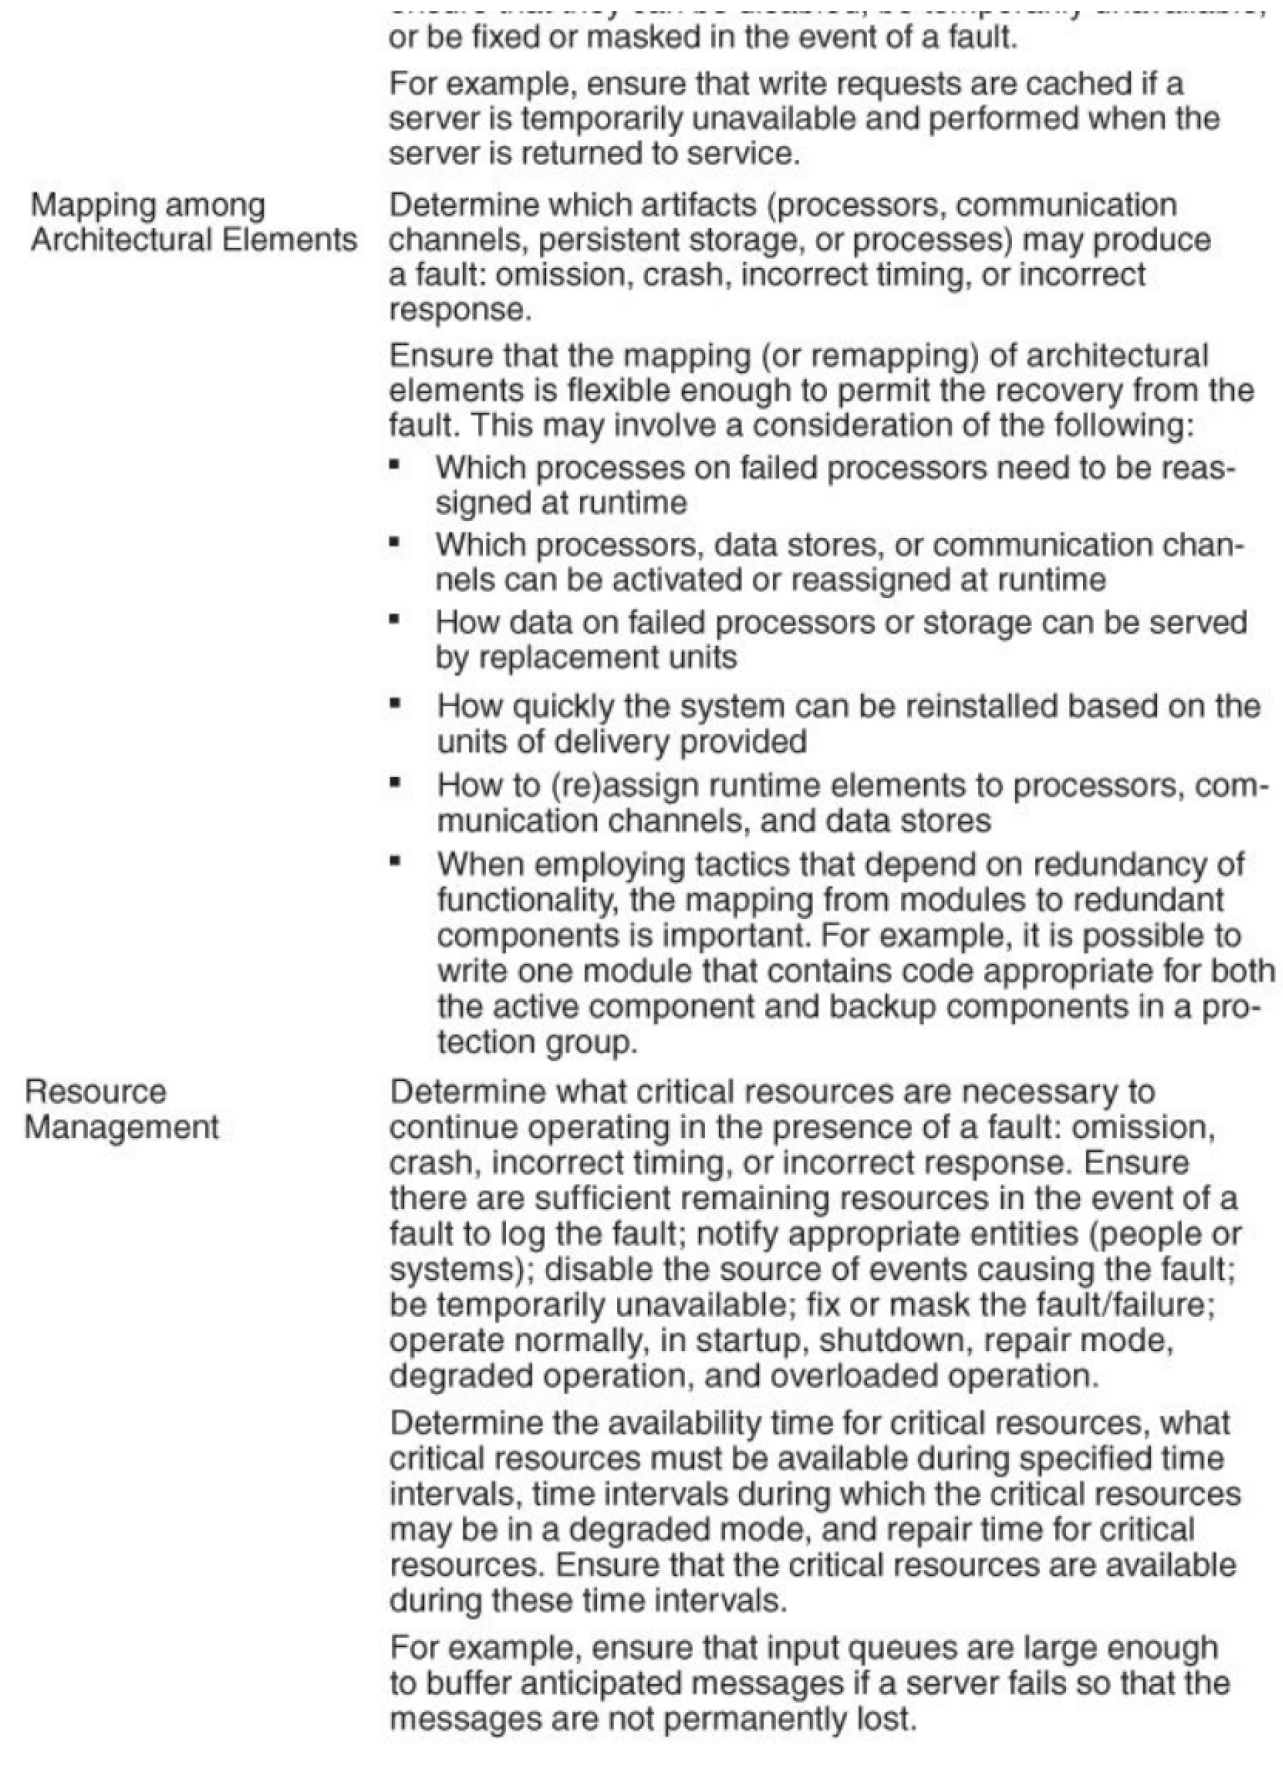 or be fixed or masked in the event of a fault.
For example, ensure that write requests are cached if a
server is temporarily unavailable and performed when the
server is returned to service.
Mapping among
Architectural Elements
Determine which artifacts (processors, communication
channels, persistent storage, or processes) may produce
a fault: omission, crash, incorrect timing, or incorrect
response.
Ensure that the mapping (or remapping) of architectural
elements is flexible enough to permit the recovery from the
fault. This may involve a consideration of the following:
▪ Which processes on failed processors need to be reas-
signed at runtime
▪ Which processors, data stores, or communication chan-
nels can be activated or reassigned at runtime
▪ How data on failed processors or storage can be served
by replacement units
▪ How quickly the system can be reinstalled based on the
units of delivery provided
▪ How to (re)assign runtime elements to processors, com-
munication channels, and data stores
▪ When employing tactics that depend on redundancy of
functionality, the mapping from modules to redundant
components is important. For example, it is possible to
write one module that contains code appropriate for both
the active component and backup components in a pro-
tection group.
Resource
Management
Determine what critical resources are necessary to
continue operating in the presence of a fault: omission,
crash, incorrect timing, or incorrect response. Ensure
there are sufficient remaining resources in the event of a
fault to log the fault; notify appropriate entities (people or
systems); disable the source of events causing the fault;
be temporarily unavailable; fix or mask the fault/failure;
operate normally, in startup, shutdown, repair mode,
degraded operation, and overloaded operation.
Determine the availability time for critical resources, what
critical resources must be available during specified time
intervals, time intervals during which the critical resources
may be in a degraded mode, and repair time for critical
resources. Ensure that the critical resources are available
during these time intervals.
For example, ensure that input queues are large enough
to buffer anticipated messages if a server fails so that the
messages are not permanently lost.